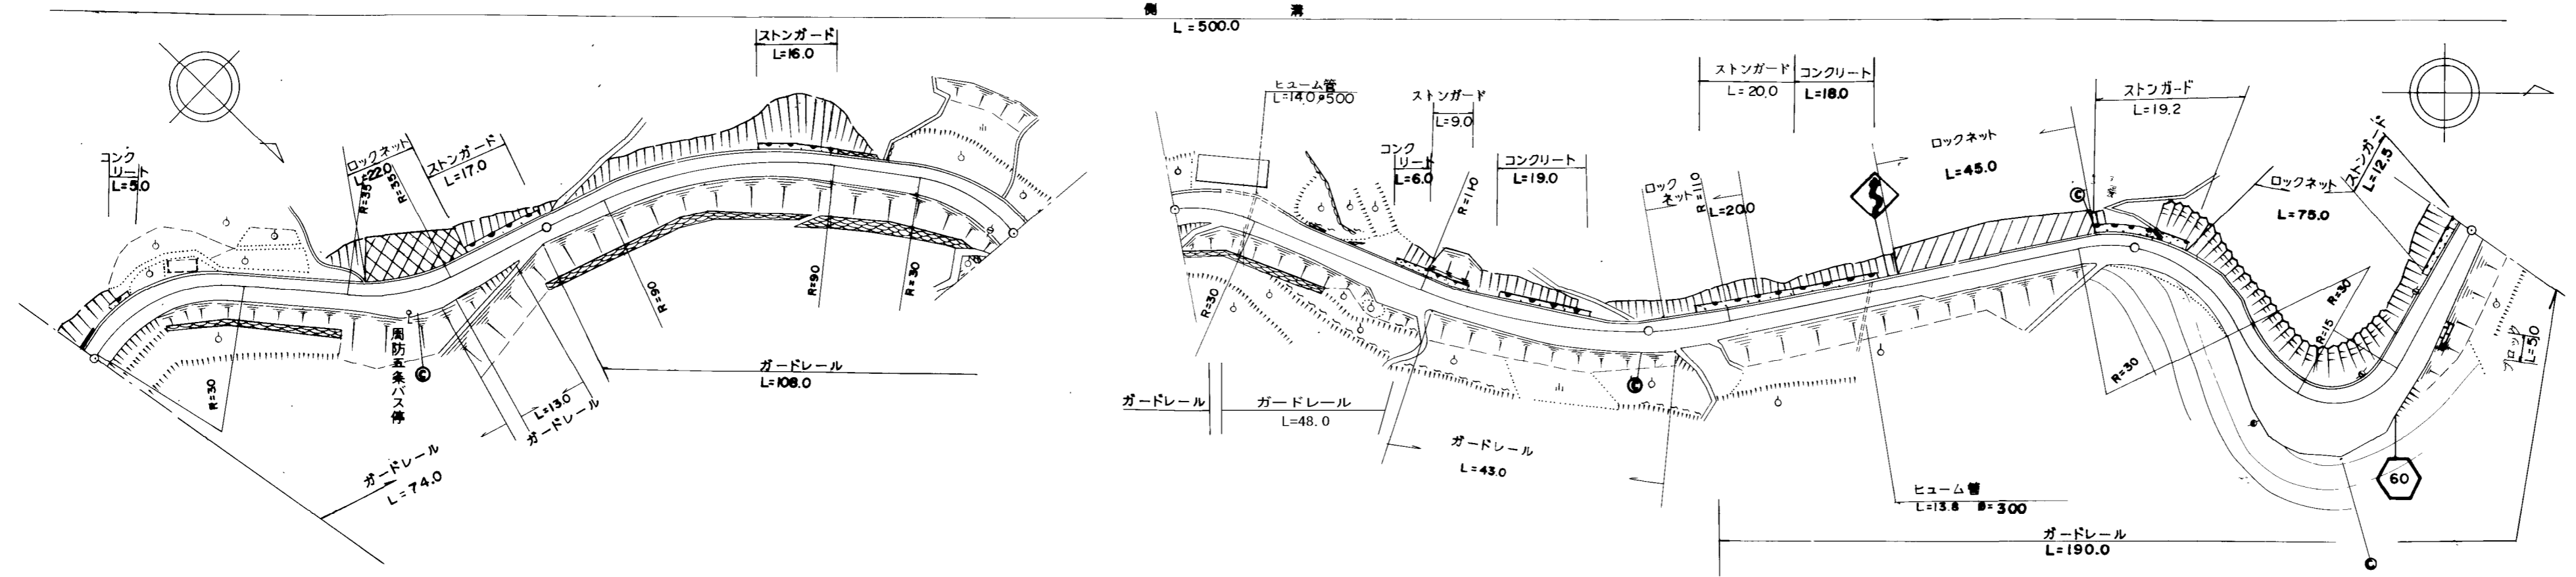 側 溝
L=500.0
ストンガード
L=16.0
コンク
リート
L=5.0
ロックネット
L=22.0
R=35
R=35
ストンガード
L=17.0
R=30
周防五条バス停
C
ガードレール
L=74.0
L=13.0
ガードレール
R=90
ガードレール
L=108.0
R=90
R=30
ヒューム管
L=14.0 ø500
ストンガード
L=9.0
コンク
リート
L=6.0
R=110
コンクリート
L=19.0
R=30
ガードレール
ガードレール
L=48.0
ガードレール
L=43.0
ストンガード
L=20.0
コンクリート
L=18.0
ロック
ネット
L=20.0
R=110
C
ロックネット
L=45.0
C
ストンガード
L=19.2
ロックネット
L=75.0
ストンガード
L=12.5
R=30
R=15
R=30
ブロック
L=5.0
60
ヒューム管
L=13.8 ø=300
ガードレール
L=190.0
C